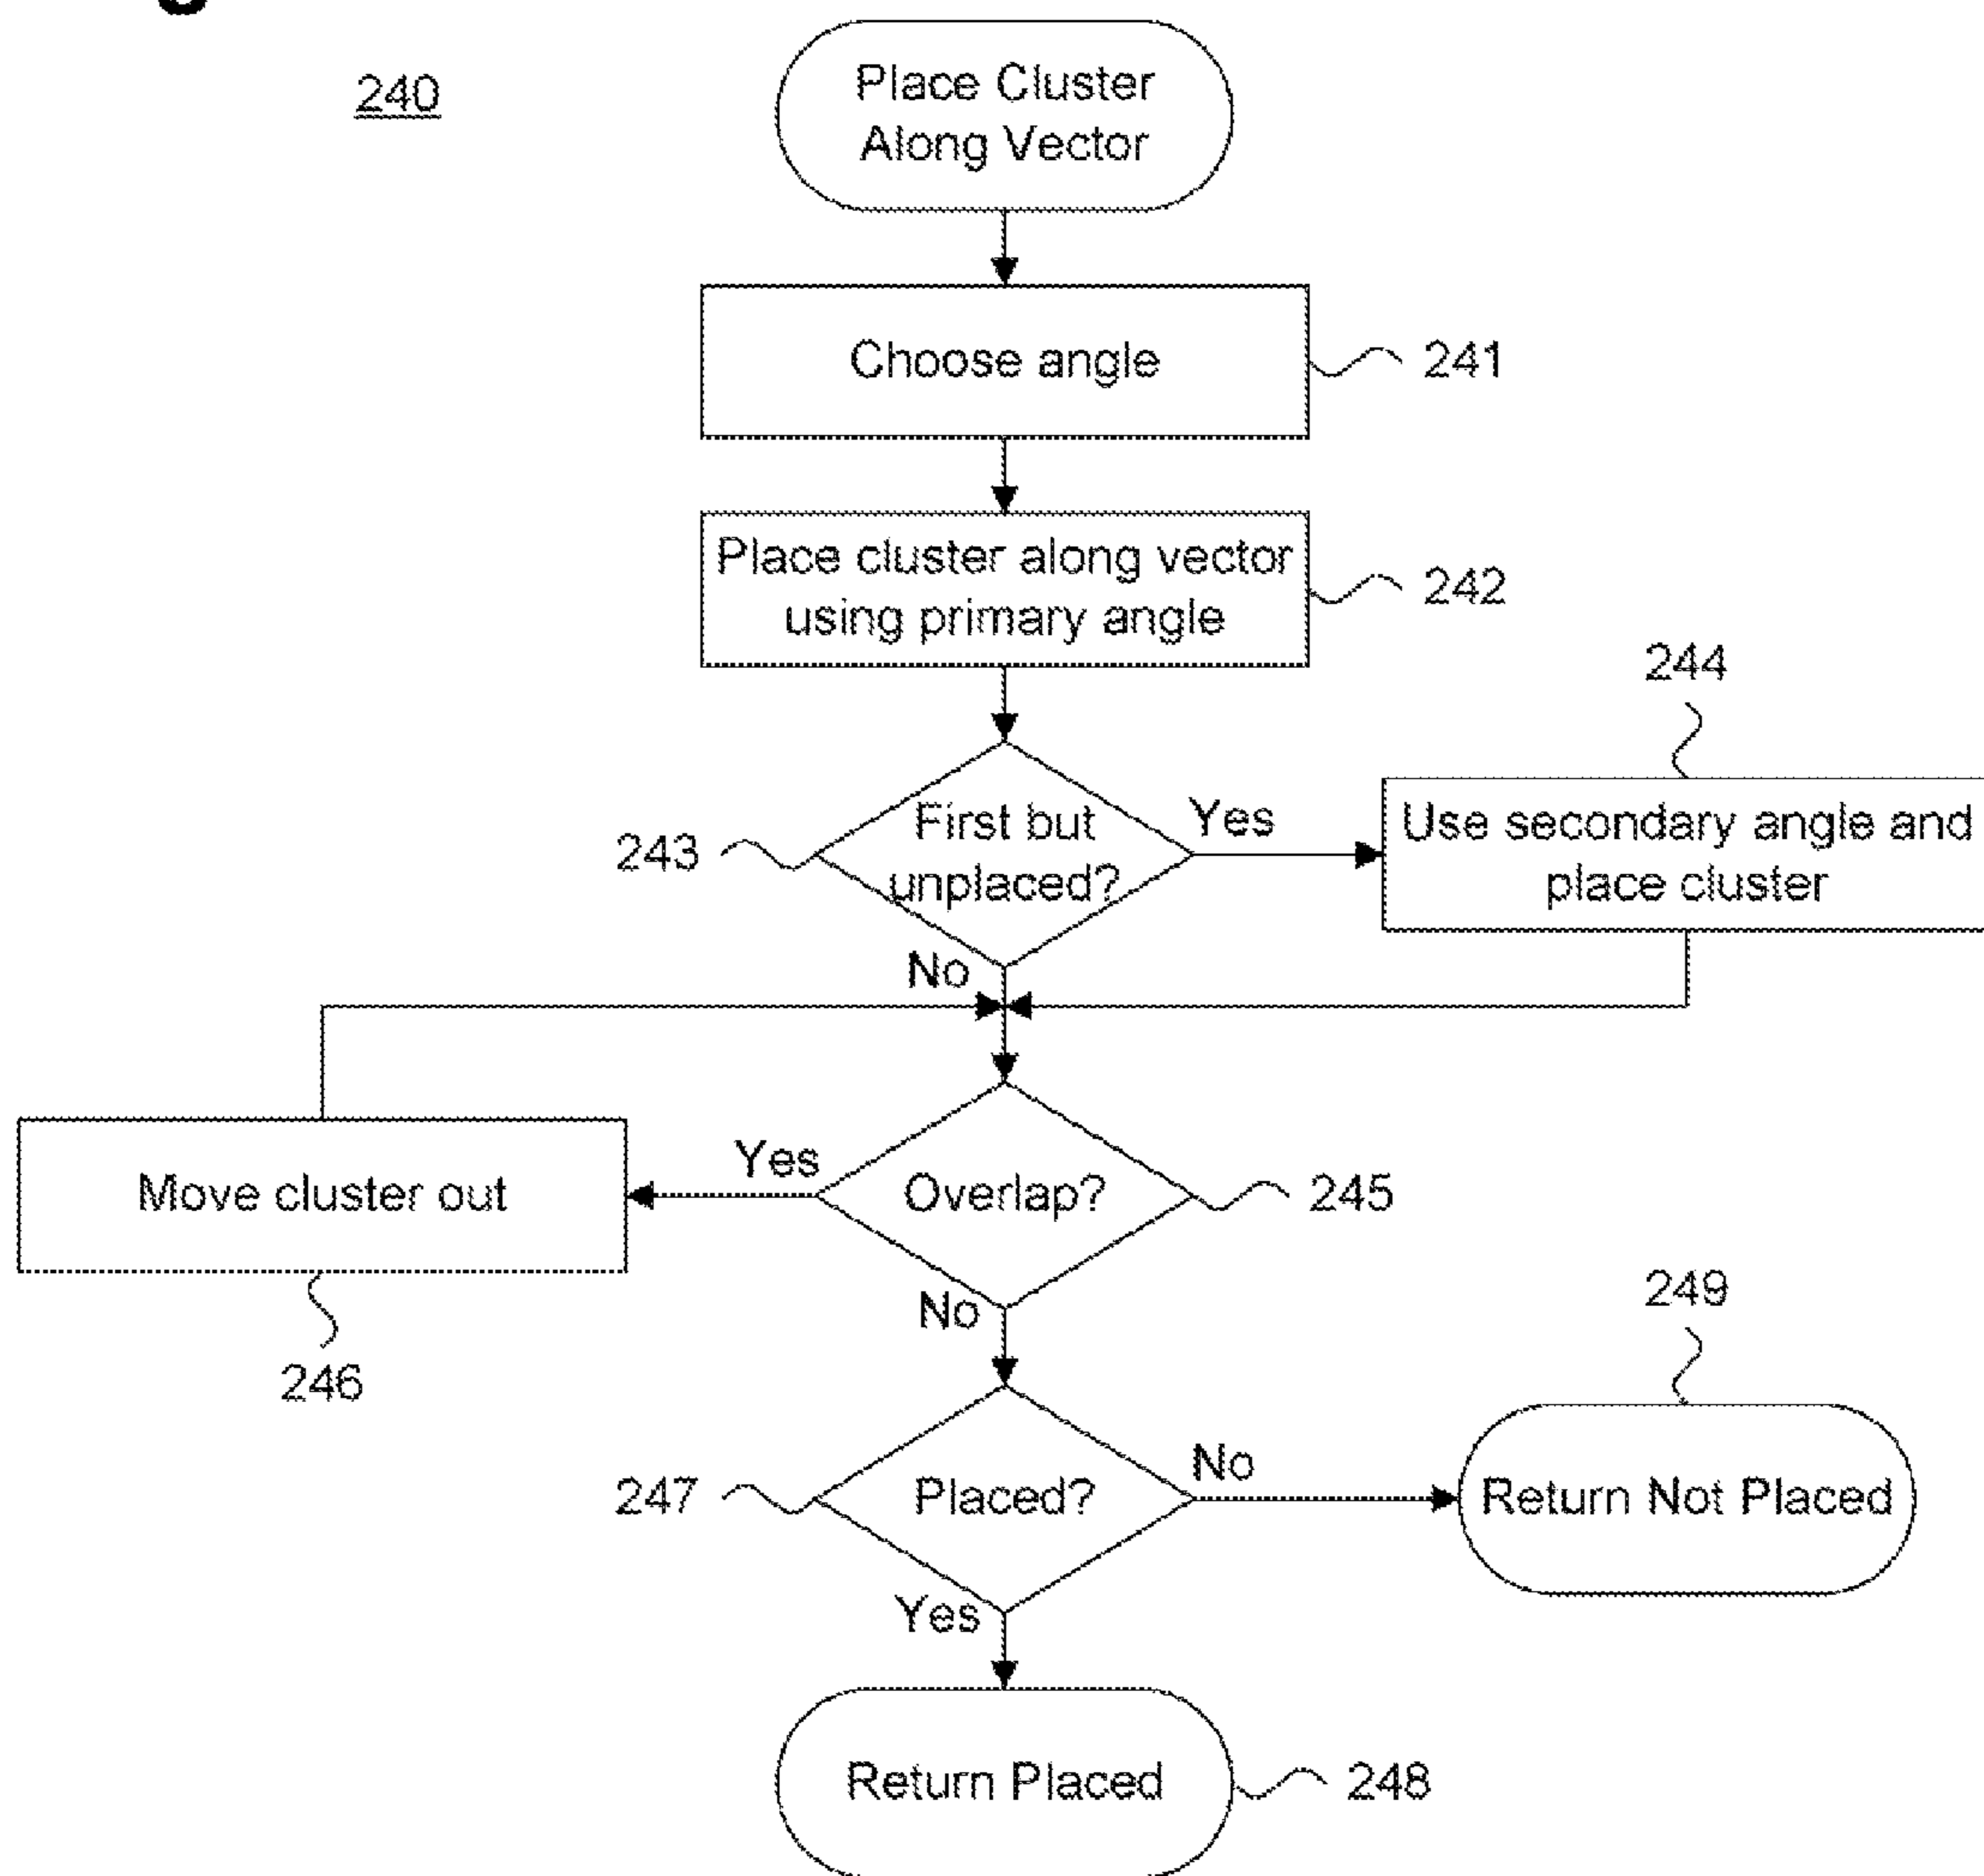 240
Place Cluster
Along Vector
Choose angle
241
Place cluster along vector
using primary angle
242
244
243
First but
unplaced?
Yes
Use secondary angle and
place cluster
No
Move cluster out
Yes
Overlap?
245
246
No
249
247
Placed?
No
Return Not Placed
Yes
Return Placed
248